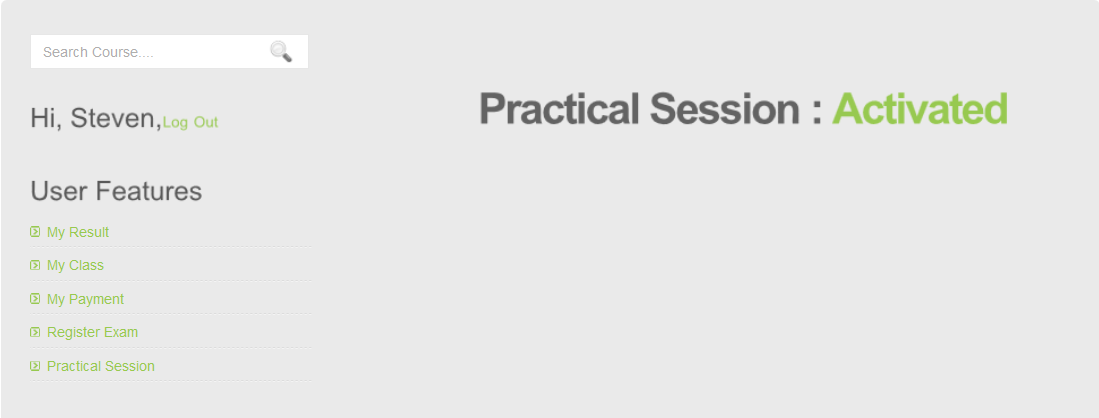 Search Course....
Hi, Steven,Log Out
Practical Session : Activated
User Features
My Result
My Class
My Payment
Register Exam
Practical Session